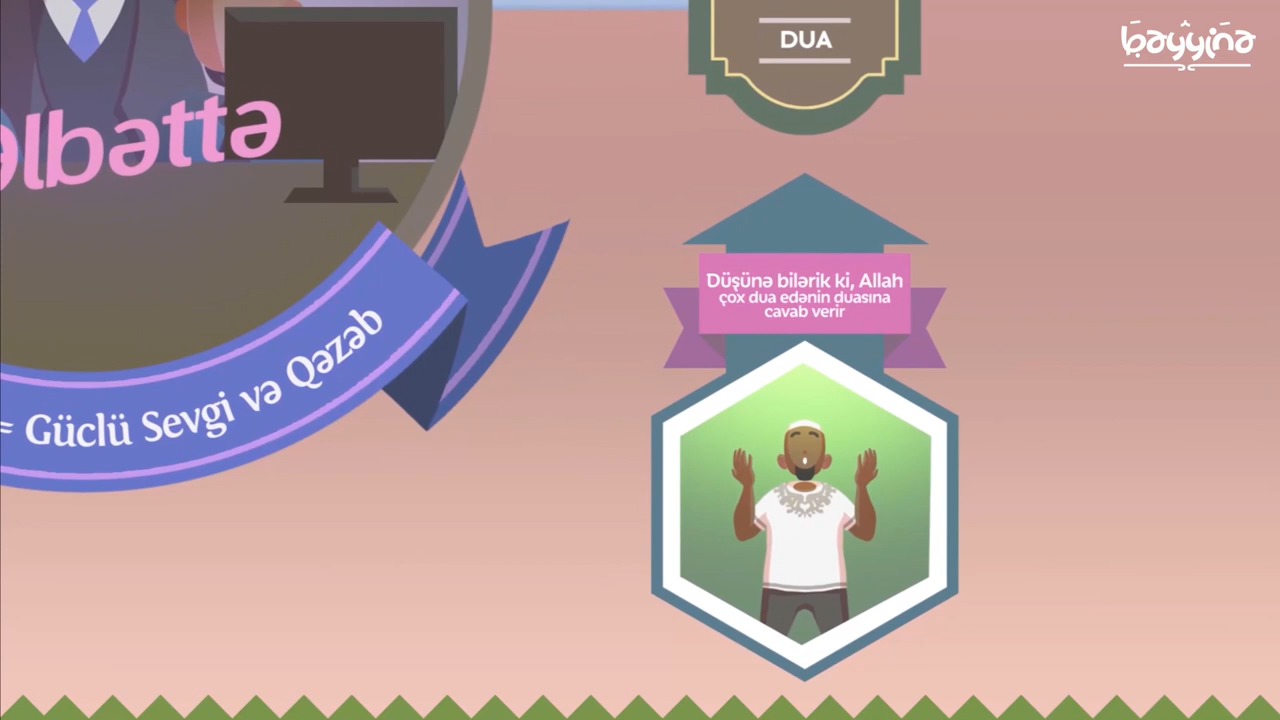 DUA
bayyina
əlbəttə
Düşünə bilərik ki, Allah
çox dua edənin duasına
cavab verir
= Güclü Sevgi və Qəzəb